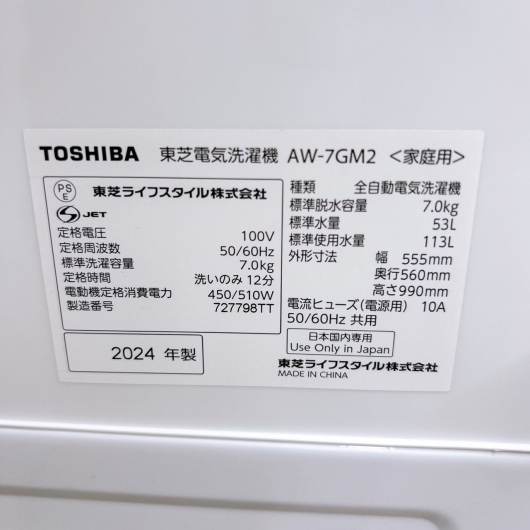 TOSHIBA 東芝電気洗濯機 AW-7GM2 <家庭用>
PS
E
東芝ライフスタイル株式会社
S JET
定格電圧 100V
定格周波数 50/60Hz
標準洗濯容量 7.0kg
定格時間 洗いのみ 12分
電動機定格消費電力 450/510W
製造番号 727798TT
2024 年製
種類 全自動電気洗濯機
標準脱水容量 7.0kg
標準水量 53L
標準使用水量 113L
外形寸法 幅 555mm
奥行560mm
高さ990mm
電流ヒューズ(電源用) 10A
50/60Hz 共用
日本国内専用
Use Only in Japan
東芝ライフスタイル株式会社
MADE IN CHINA